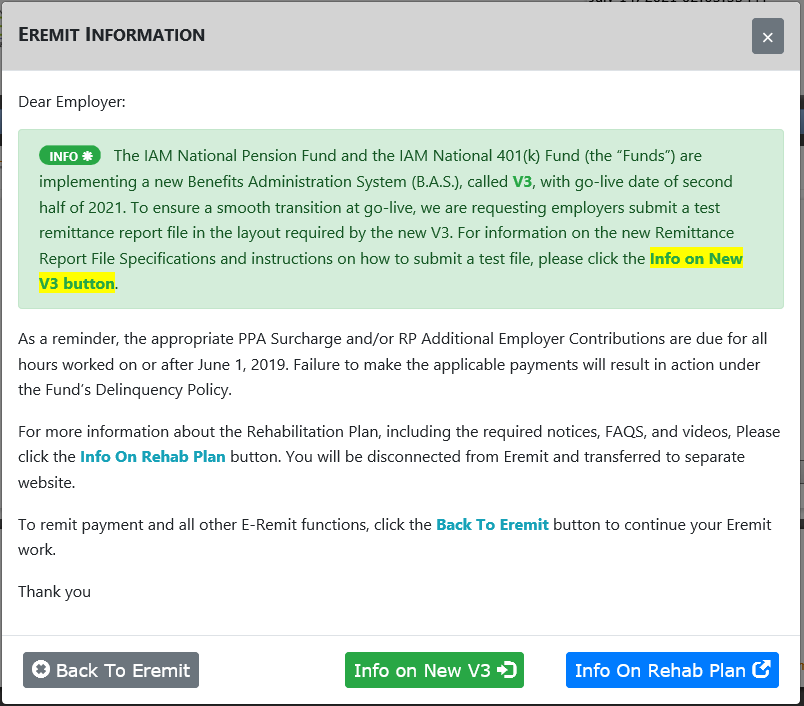 EREMIT INFORMATION
×
Dear Employer:
INFO The IAM National Pension Fund and the IAM National 401(k) Fund (the “Funds”) are
implementing a new Benefits Administration System (B.A.S.), called V3, with go-live date of second
half of 2021. To ensure a smooth transition at go-live, we are requesting employers submit a test
remittance report file in the layout required by the new V3. For information on the new Remittance
Report File Specifications and instructions on how to submit a test file, please click the Info on New
V3 button.
As a reminder, the appropriate PPA Surcharge and/or RP Additional Employer Contributions are due for all
hours worked on or after June 1, 2019. Failure to make the applicable payments will result in action under
the Fund’s Delinquency Policy.
For more information about the Rehabilitation Plan, including the required notices, FAQS, and videos, Please
click the Info On Rehab Plan button. You will be disconnected from Eremit and transferred to separate
website.
To remit payment and all other E-Remit functions, click the Back To Eremit button to continue your Eremit
work.
Thank you
Back To Eremit Info on New V3 Info On Rehab Plan